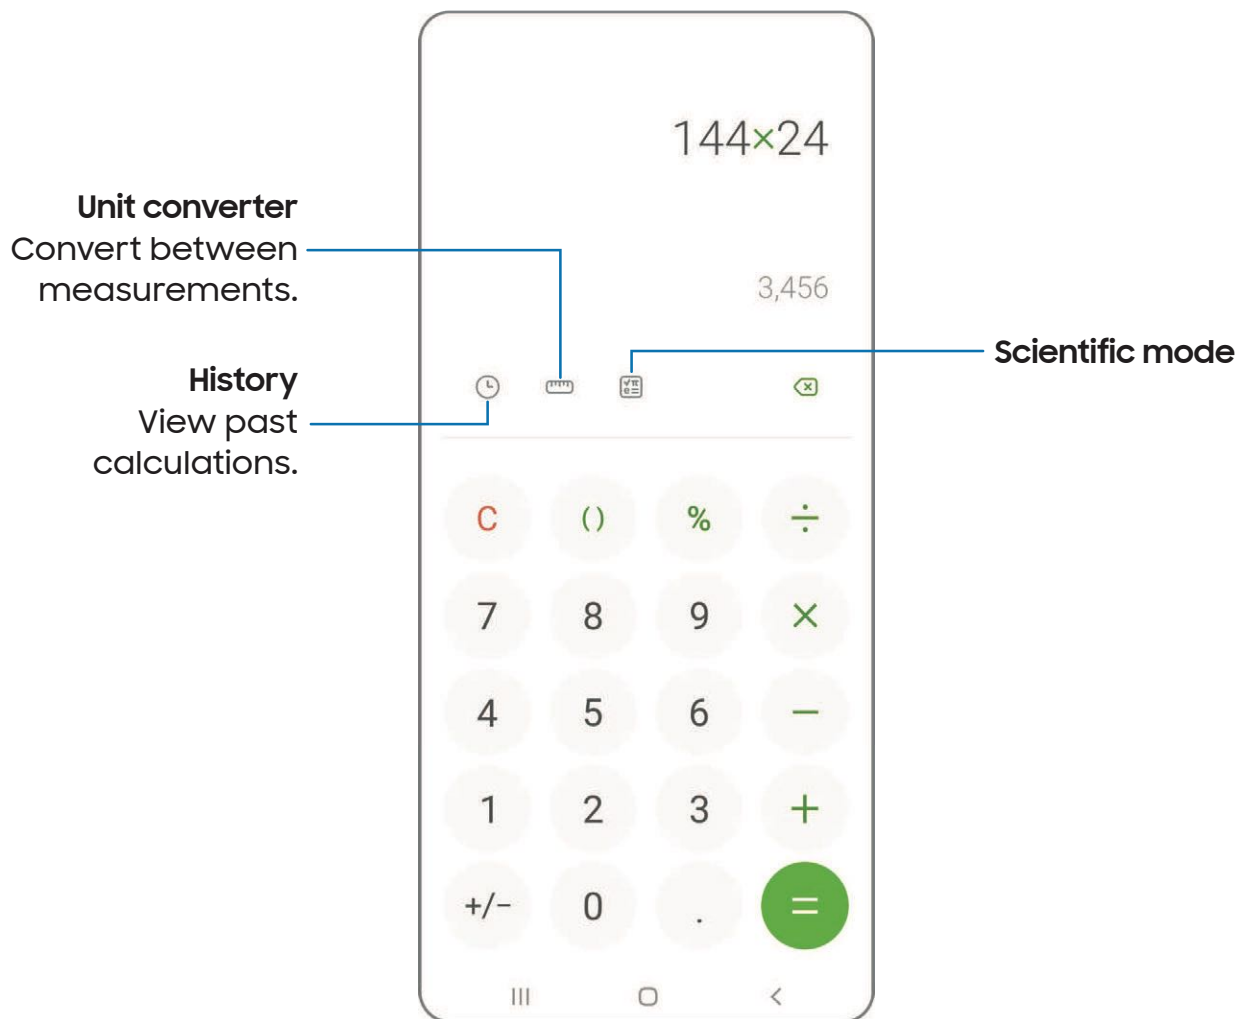 144×24
Unit converter
Convert between
measurements.
3,456
Scientific mode
History
View past
calculations.
√π
e=
C () % ÷
7 8 9 ×
4 5 6 −
1 2 3 +
+/− 0 . =